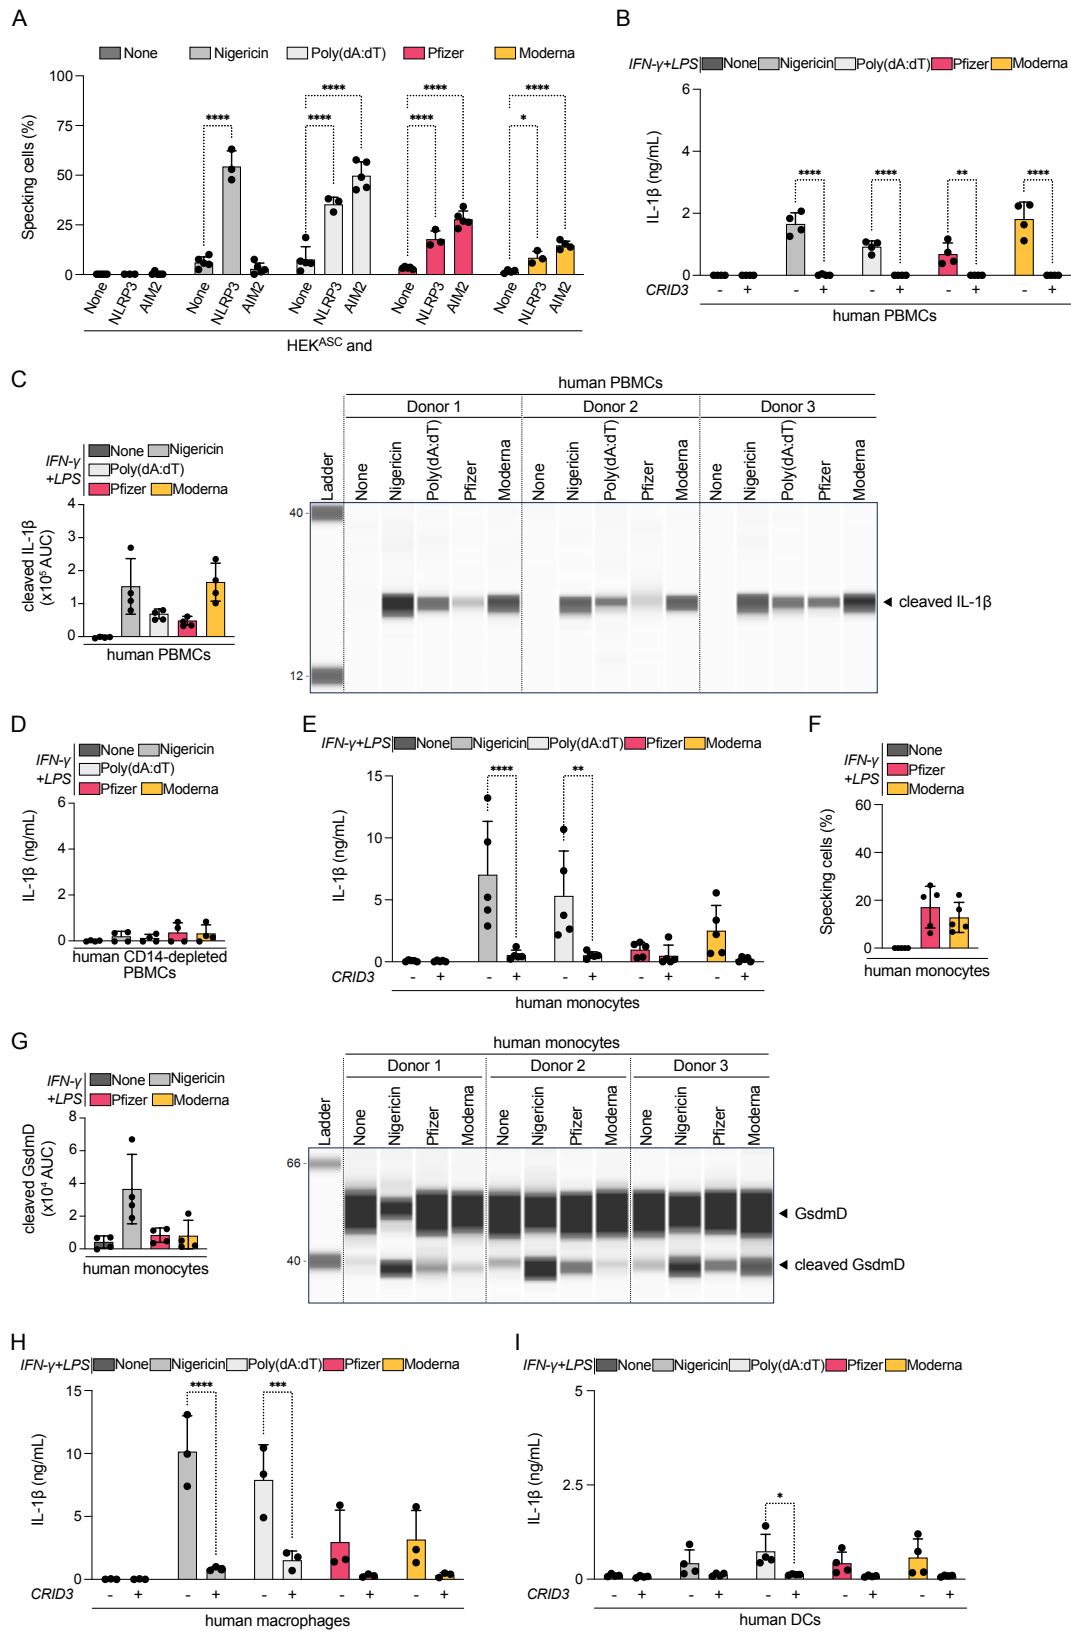 A
None Nigericin Poly(dA:dT) Pfizer Moderna
Specking cells (%)
100
75
50
25
0
**** **** **** **** **** * ****
None NLRP3 AIM2 None NLRP3 AIM2 None NLRP3 AIM2 None NLRP3 AIM2 None NLRP3 AIM2
HEKASC and
B
IFN-γ+LPS None Nigericin Poly(dA:dT) Pfizer Moderna
IL-1β (ng/mL)
6
4
2
0
**** **** ** ****
CRID3 - + - + - + - + - +
human PBMCs
C
IFN-γ +LPS
None Nigericin
Poly(dA:dT)
Pfizer Moderna
cleaved IL-1β
(x10⁵ AUC)
4
3
2
1
0
human PBMCs
human PBMCs
Donor 1 Donor 2 Donor 3
Ladder None Nigericin Poly(dA:dT) Pfizer Moderna None Nigericin Poly(dA:dT) Pfizer Moderna None Nigericin Poly(dA:dT) Pfizer Moderna
40
12
cleaved IL-1β
D
IFN-γ +LPS
None Nigericin
Poly(dA:dT)
Pfizer Moderna
IL-1β (ng/mL)
6
4
2
0
human CD14-depleted
PBMCs
E
IFN-γ+LPS None Nigericin Poly(dA:dT) Pfizer Moderna
IL-1β (ng/mL)
15
10
5
0
**** **
CRID3 - + - + - + - + - +
human monocytes
F
IFN-γ +LPS
None
Pfizer
Moderna
Specking cells (%)
60
40
20
0
human monocytes
G
IFN-γ +LPS
None Nigericin
Pfizer Moderna
cleaved GsdmD
(x10⁴ AUC)
8
6
4
2
0
human monocytes
human monocytes
Donor 1 Donor 2 Donor 3
Ladder None Nigericin Pfizer Moderna None Nigericin Pfizer Moderna None Nigericin Pfizer Moderna
66
40
GsdmD
cleaved GsdmD
H
IFN-γ+LPS None Nigericin Poly(dA:dT) Pfizer Moderna
IL-1β (ng/mL)
15
10
5
0
**** ***
CRID3 - + - + - + - + - +
human macrophages
I
IFN-γ+LPS None Nigericin Poly(dA:dT) Pfizer Moderna
IL-1β (ng/mL)
5
2.5
0
*
CRID3 - + - + - + - + - +
human DCs